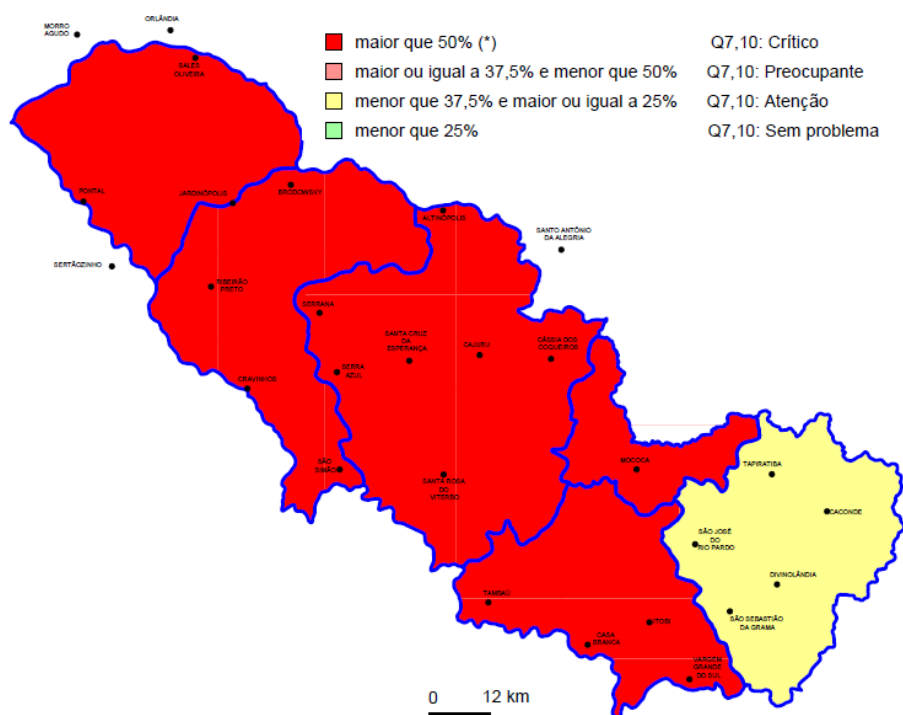 MORRO
AGUDO
ORLÂNDIA
SALES
OLIVEIRA
maior que 50% (*) Q7,10: Crítico
maior ou igual a 37,5% e menor que 50% Q7,10: Preocupante
menor que 37,5% e maior ou igual a 25% Q7,10: Atenção
menor que 25% Q7,10: Sem problema
PONTAL
JARDINÓPOLIS
BRODOWSKY
ALTINÓPOLIS
SANTO ANTÔNIO
DA ALEGRIA
SERTÃOZINHO
RIBEIRÃO
PRETO
SERRANA
SANTA CRUZ
DA
ESPERANÇA
CAJURU
CÁSSIA DOS
COQUEIROS
SERRA
AZUL
CRAVINHOS
SÃO
SIMÃO
SANTA ROSA
DO
VITERBO
MOCOCA
TAPIRATIBA
CACONDE
SÃO JOSÉ
DO
RIO PARDO
DIVINOLÂNDIA
TAMBAÚ
ITOBI
SÃO SEBASTIÃO
DA GRAMA
CASA
BRANCA
VARGEM
GRANDE
DO SUL
0 12 km